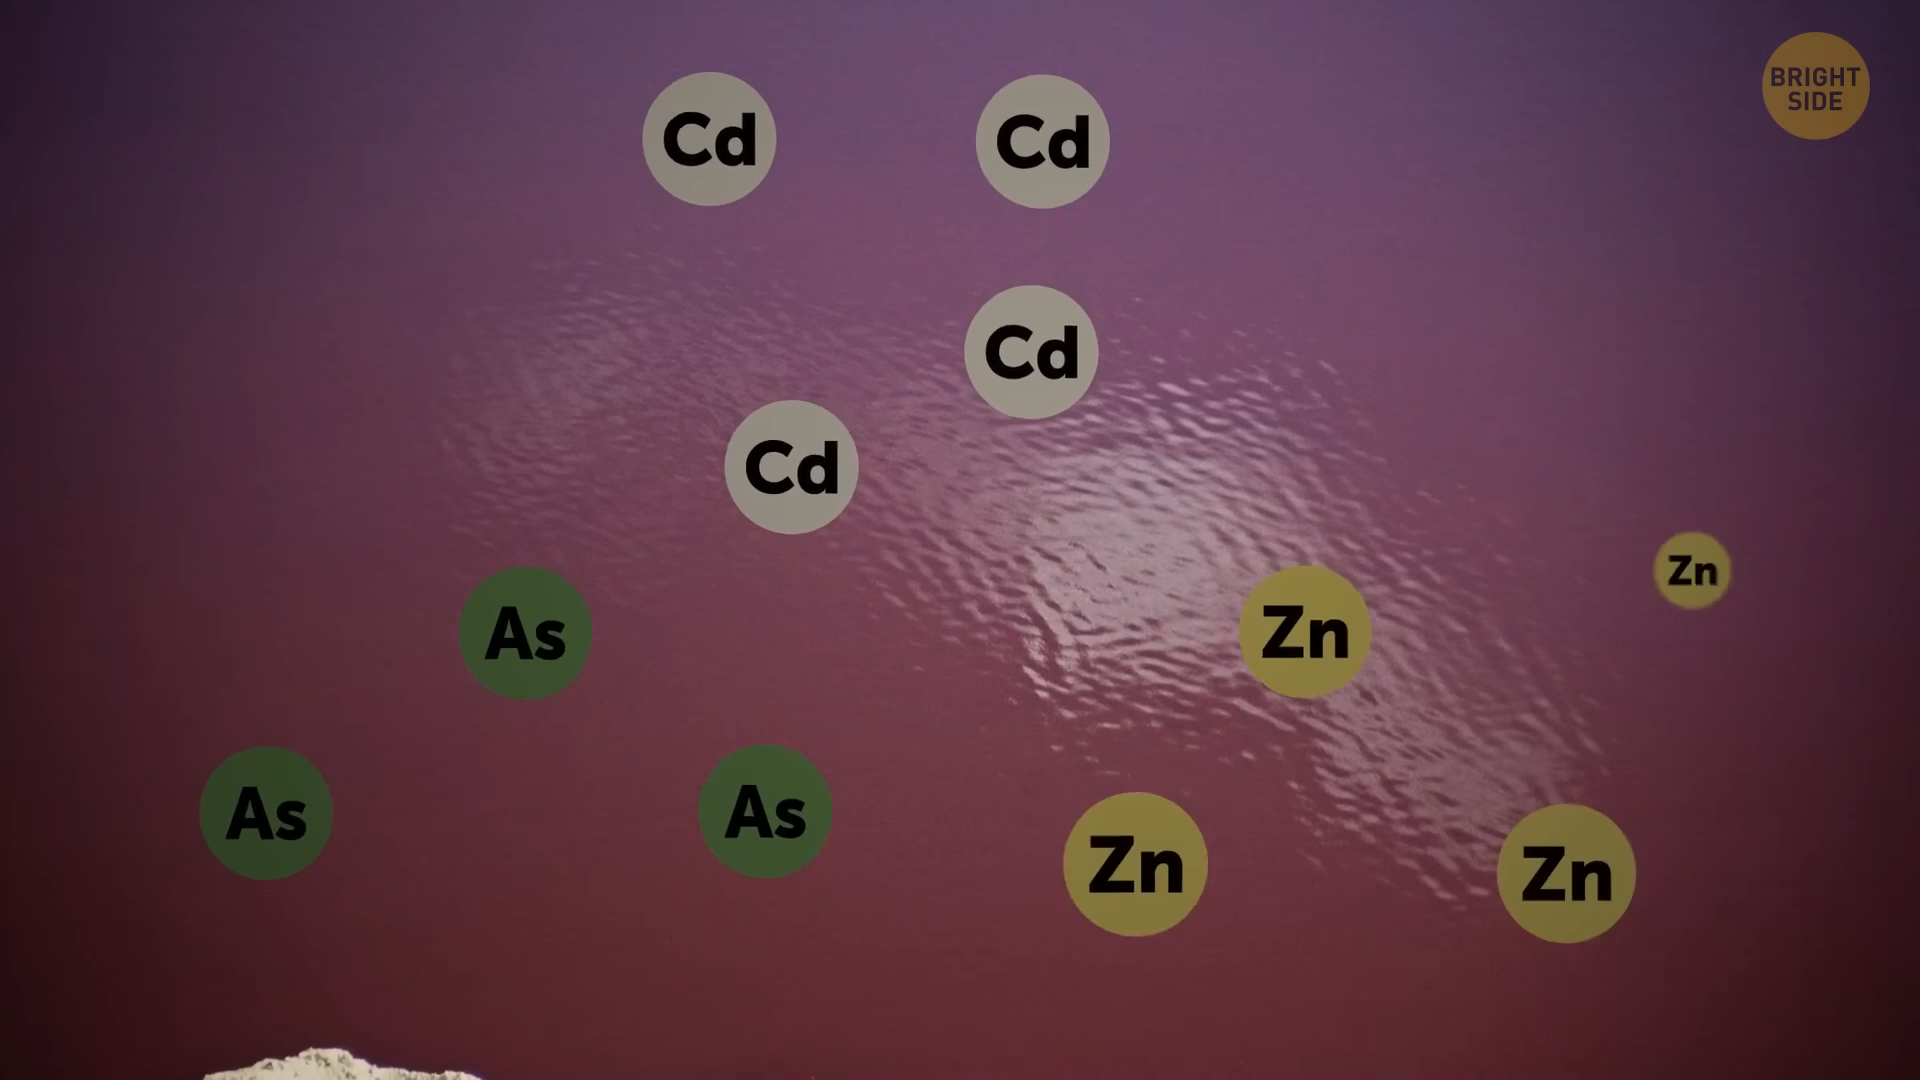 BRIGHT
SIDE
Cd Cd
Cd
Cd
Zn
As Zn
As As Zn Zn